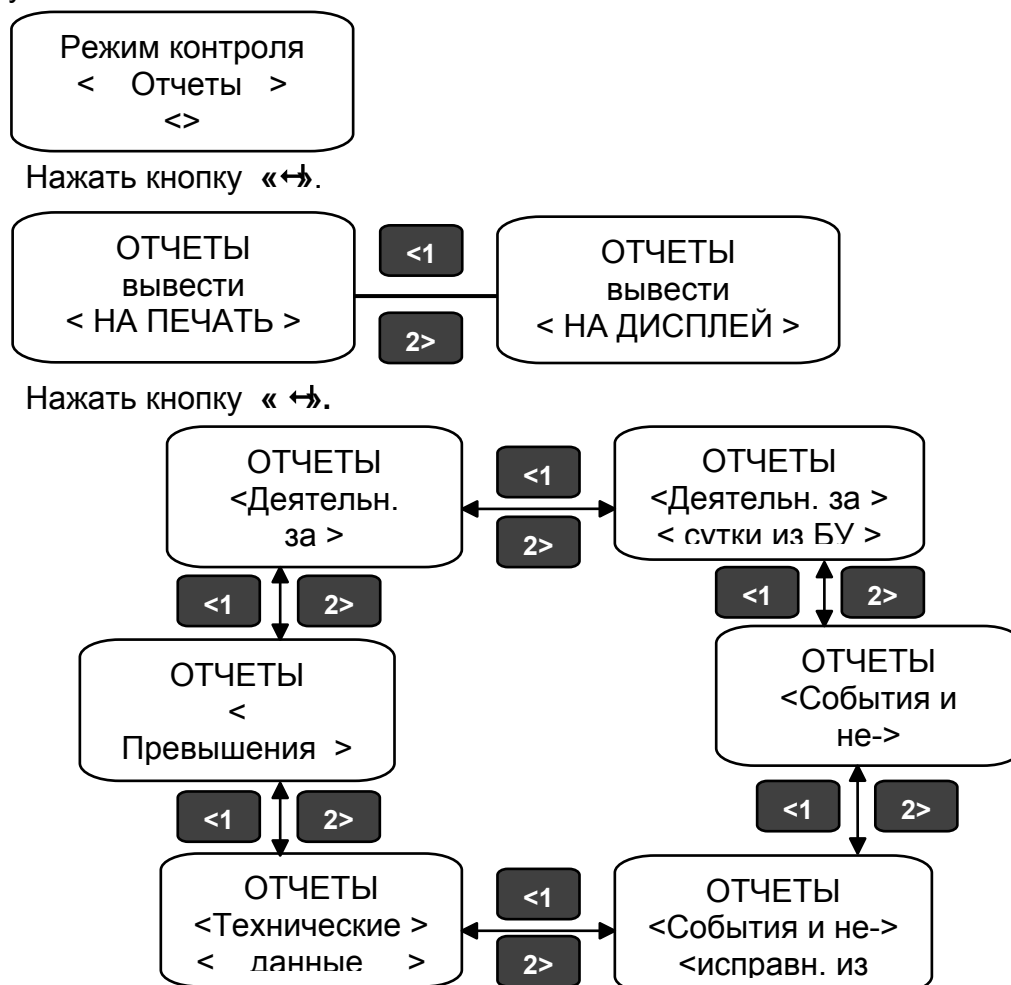 Режим контроля
< Отчеты >
<>
Нажать кнопку «↵».
ОТЧЕТЫ
вывести
< НА ПЕЧАТЬ >
<1
2>
ОТЧЕТЫ
вывести
< НА ДИСПЛЕЙ >
Нажать кнопку « ↵».
ОТЧЕТЫ
<Деятельн.
за >
<1
2>
ОТЧЕТЫ
<Деятельн. за >
< сутки из БУ >
<1 2>
<1 2>
ОТЧЕТЫ
<
Превышения >
ОТЧЕТЫ
<События и
не->
<1 2>
<1 2>
ОТЧЕТЫ
<Технические >
< данные >
<1
2>
ОТЧЕТЫ
<События и не->
<исправн. из